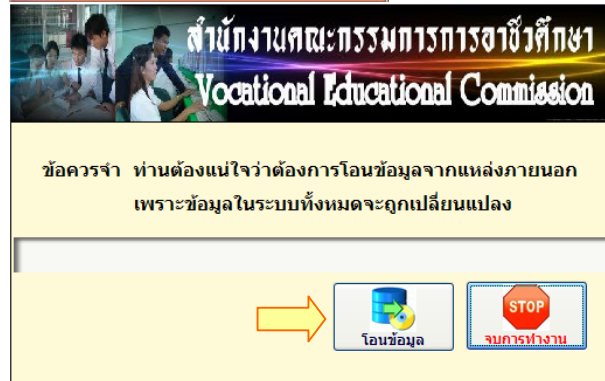 สำนักงานคณะกรรมการการอาชีวศึกษา
Vocational Educational Commission
ข้อควรจำ ท่านต้องแน่ใจว่าต้องการโอนข้อมูลจากแหล่งภายนอก
เพราะข้อมูลในระบบทั้งหมดจะถูกเปลี่ยนแปลง
STOP
โอนข้อมูล
จบการทำงาน